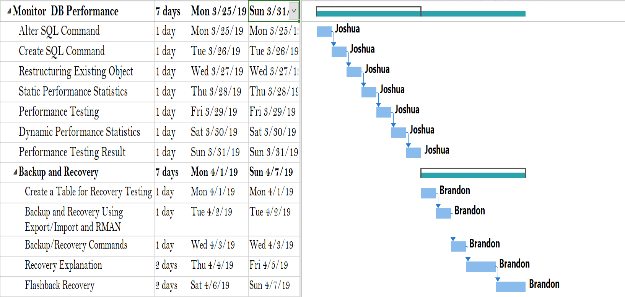 Monitor DB Performance 7 days Mon 3/25/19 Sun 3/31/
Alter SQL Command 1 day Mon 3/25/19 Mon 3/25/1 Joshua
Create SQL Command 1 day Tue 3/26/19 Tue 3/26/1 Joshua
Restructuring Existing Object 1 day Wed 3/27/19 Wed 3/27/1 Joshua
Static Performance Statistics 1 day Thu 3/28/19 Thu 3/28/1 Joshua
Performance Testing 1 day Fri 3/29/19 Fri 3/29/19 Joshua
Dynamic Performance Statistics 1 day Sat 3/30/19 Sat 3/30/19 Joshua
Performance Testing Result 1 day Sun 3/31/19 Sun 3/31/19 Joshua
Backup and Recovery 7 days Mon 4/1/19 Sun 4/7/19
Create a Table for Recovery Testing 1 day Mon 4/1/19 Mon 4/1/19 Brandon
Backup and Recovery Using 1 day Tue 4/2/19 Tue 4/2/19 Brandon
Export/Import and RMAN
Backup/Recovery Commands 1 day Wed 4/3/19 Wed 4/3/19 Brandon
Recovery Explanation 2 days Thu 4/4/19 Fri 4/5/19 Brandon
Flashback Recovery 2 days Sat 4/6/19 Sun 4/7/19 Brandon